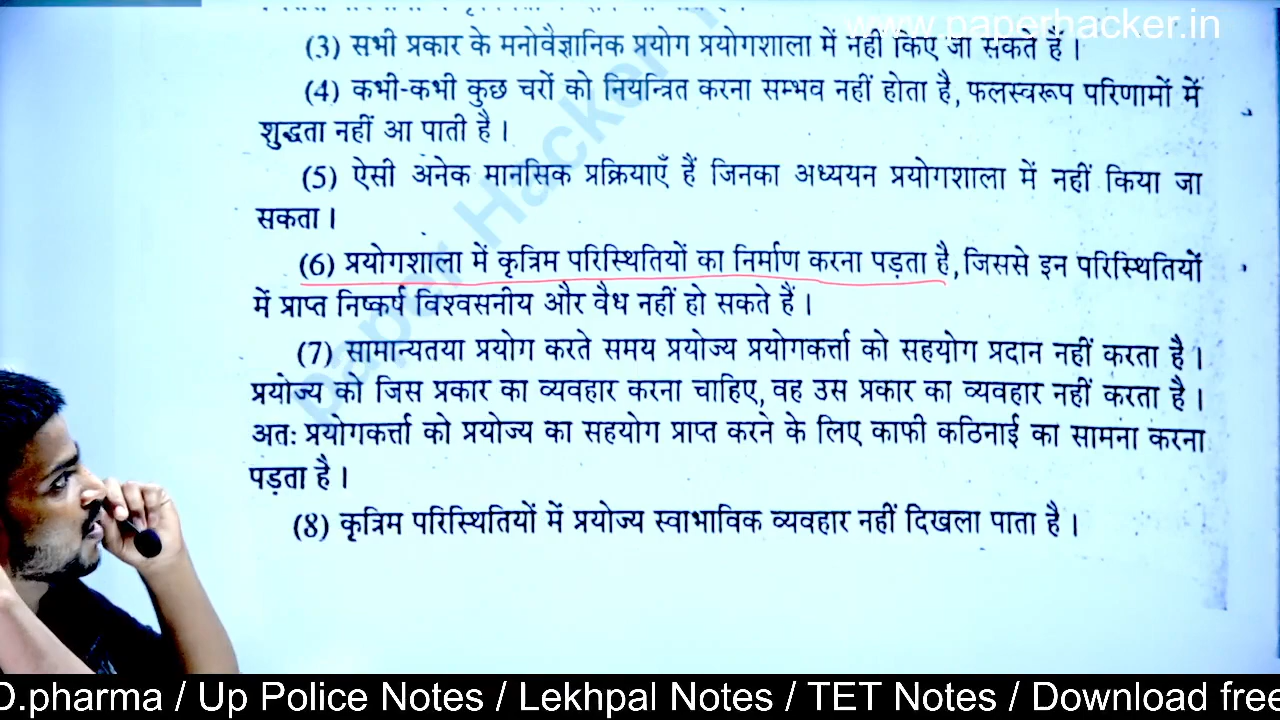 www.paperhacker.in
(3) सभी प्रकार के मनोवैज्ञानिक प्रयोग प्रयोगशाला में नहीं किए जा सकते हैं।
(4) कभी-कभी कुछ चरों को नियन्त्रित करना सम्भव नहीं होता है, फलस्वरूप परिणामों में
शुद्धता नहीं आ पाती है।
(5) ऐसी अनेक मानसिक प्रक्रियाएँ हैं जिनका अध्ययन प्रयोगशाला में नहीं किया जा
सकता।
(6) प्रयोगशाला में कृत्रिम परिस्थितियों का निर्माण करना पड़ता है, जिससे इन परिस्थितियों
में प्राप्त निष्कर्ष विश्वसनीय और वैध नहीं हो सकते हैं।
(7) सामान्यतया प्रयोग करते समय प्रयोज्य प्रयोगकर्त्ता को सहयोग प्रदान नहीं करता है।
प्रयोज्य को जिस प्रकार का व्यवहार करना चाहिए, वह उस प्रकार का व्यवहार नहीं करता है।
अतः प्रयोगकर्त्ता को प्रयोज्य का सहयोग प्राप्त करने के लिए काफी कठिनाई का सामना करना
पड़ता है।
(8) कृत्रिम परिस्थितियों में प्रयोज्य स्वाभाविक व्यवहार नहीं दिखला पाता है।
paper Hacker
D.pharma / Up Police Notes / Lekhpal Notes / TET Notes / Download free